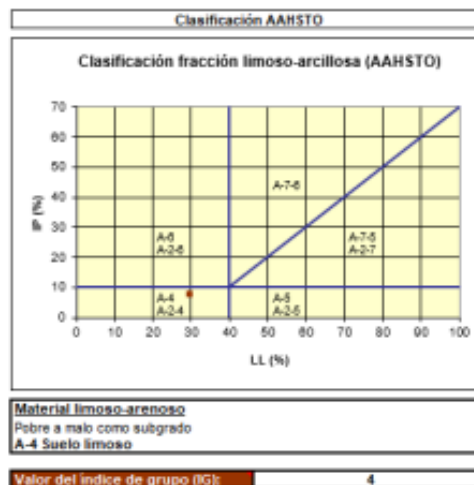 Clasificación AAHSTO
Clasificación fracción limoso-arcillosa (AAHSTO)
70
60
50
40
30
20
10
0
IP (%)
A-7-6
A-6
A-2-6
A-7-5
A-2-7
A-4
A-2-4
A-5
A-2-5
0 10 20 30 40 50 60 70 80 90 100
LL (%)
Material limoso-arenoso
Pobre a malo como subgrado
A-4 Suelo limoso
Valor del índice de grupo (IG): 4